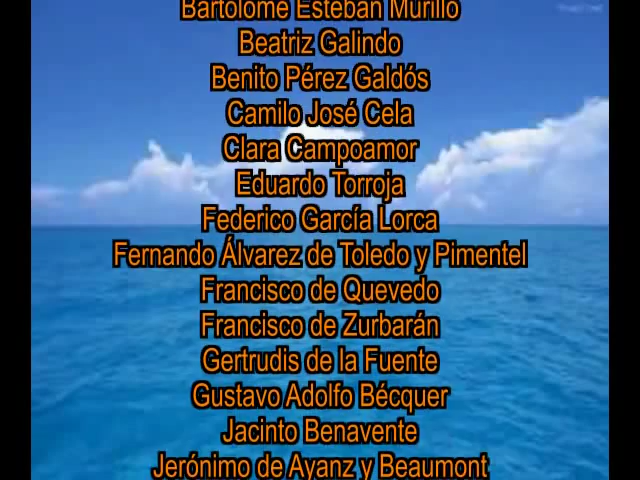 Bartolomé Esteban Murillo
Beatriz Galindo
Benito Pérez Galdós
Camilo José Cela
Clara Campoamor
Eduardo Torroja
Federico García Lorca
Fernando Álvarez de Toledo y Pimentel
Francisco de Quevedo
Francisco de Zurbarán
Gertrudis de la Fuente
Gustavo Adolfo Bécquer
Jacinto Benavente
Jerónimo de Ayanz y Beaumont